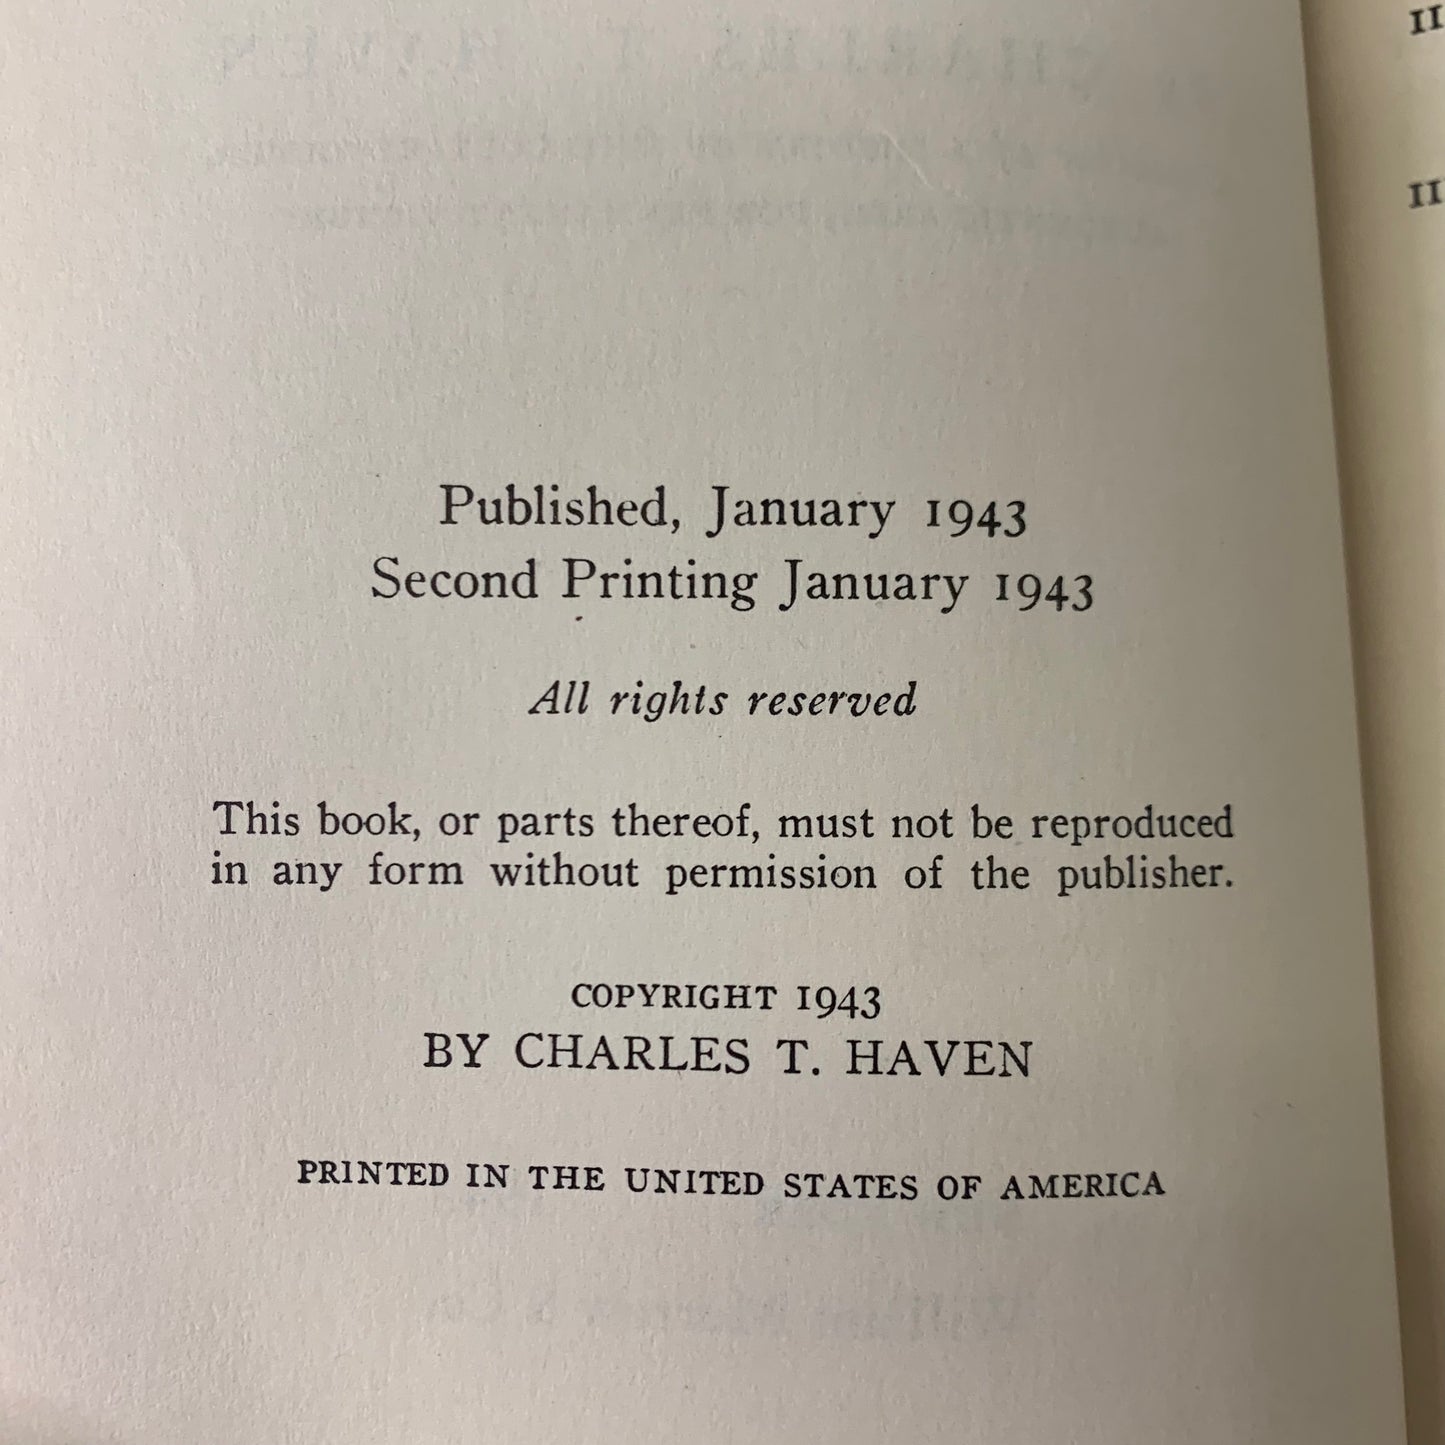 Published, January 1943
Second Printing January 1943
All rights reserved
This book, or parts thereof, must not be reproduced
in any form without permission of the publisher.
COPYRIGHT 1943
BY CHARLES T. HAVEN
PRINTED IN THE UNITED STATES OF AMERICA